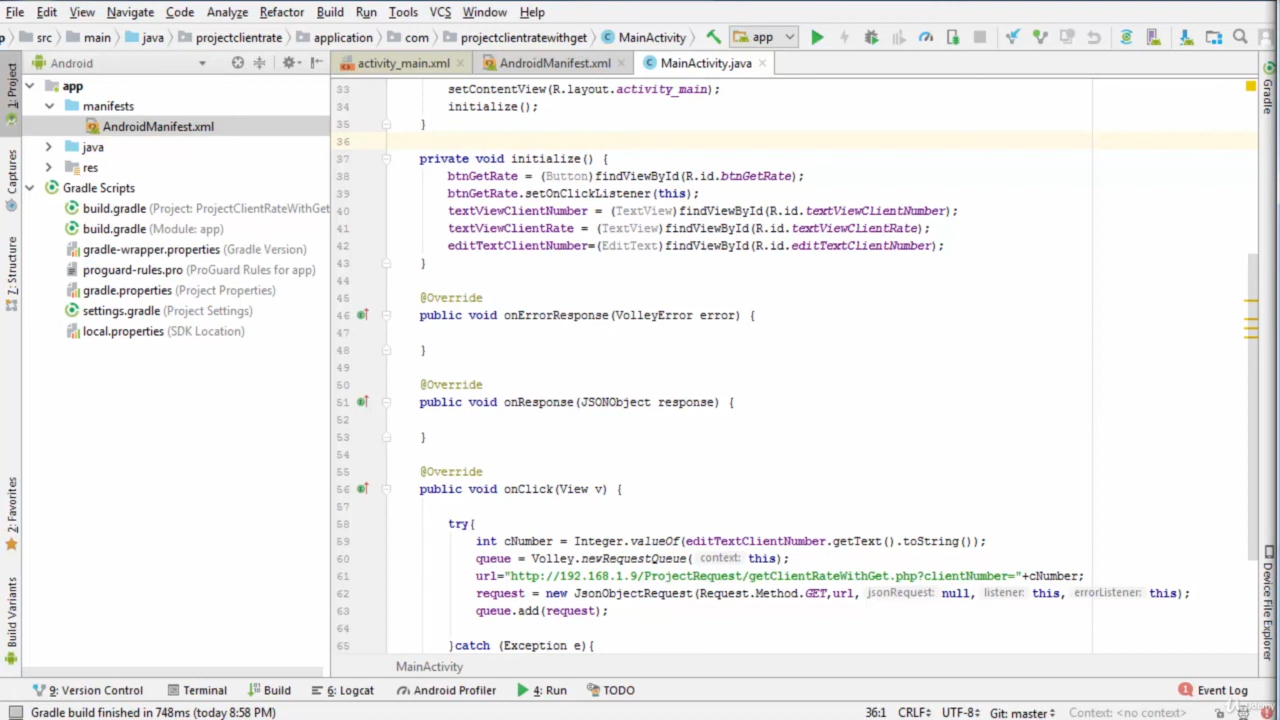 File Edit View Navigate Code Analyze Refactor Build Run Tools VCS Window Help
src main java projectclientrate application com projectclientratewithget MainActivity app
Android activity_main.xml AndroidManifest.xml MainActivity.java
1: Project
Captures
Z: Structure
2: Favorites
Build Variants
app
manifests
AndroidManifest.xml
java
res
Gradle Scripts
build.gradle (Project: ProjectClientRateWithGet
build.gradle (Module: app)
gradle-wrapper.properties (Gradle Version)
proguard-rules.pro (ProGuard Rules for app)
gradle.properties (Project Properties)
settings.gradle (Project Settings)
local.properties (SDK Location)
33 setContentView(R.layout.activity_main);
34 initialize();
35 }
36
37 private void initialize() {
38 btnGetRate = (Button)findViewById(R.id.btnGetRate);
39 btnGetRate.setOnClickListener(this);
40 textViewClientNumber = (TextView)findViewById(R.id.textViewClientNumber);
41 textViewClientRate = (TextView)findViewById(R.id.textViewClientRate);
42 editTextClientNumber=(EditText)findViewById(R.id.editTextClientNumber);
43 }
44
45 @Override
46 public void onErrorResponse(VolleyError error) {
47
48 }
49
50 @Override
51 public void onResponse(JSONObject response) {
52
53 }
54
55 @Override
56 public void onClick(View v) {
57
58 try{
59 int cNumber = Integer.valueOf(editTextClientNumber.getText().toString());
60 queue = Volley.newRequestQueue( context: this);
61 url="http://192.168.1.9/ProjectRequest/getClientRateWithGet.php?clientNumber="+cNumber;
62 request = new JsonObjectRequest(Request.Method.GET,url, jsonRequest: null, listener: this, errorListener: this);
63 queue.add(request);
64
65 }catch (Exception e){
MainActivity
Gradle
Device File Explorer
9: Version Control Terminal Build 6: Logcat Android Profiler 4: Run TODO 1 Event Log
Gradle build finished in 748ms (today 8:58 PM) 36:1 CRLF UTF-8 Git: master Context: <no context>